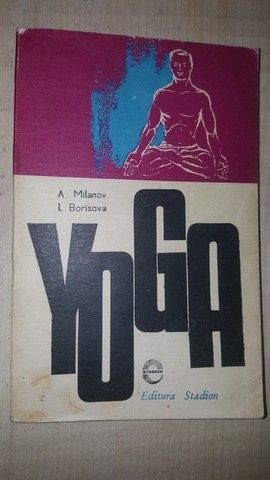 A. Milanov
I. Borisova
YOGA
STADION
Editura Stadion